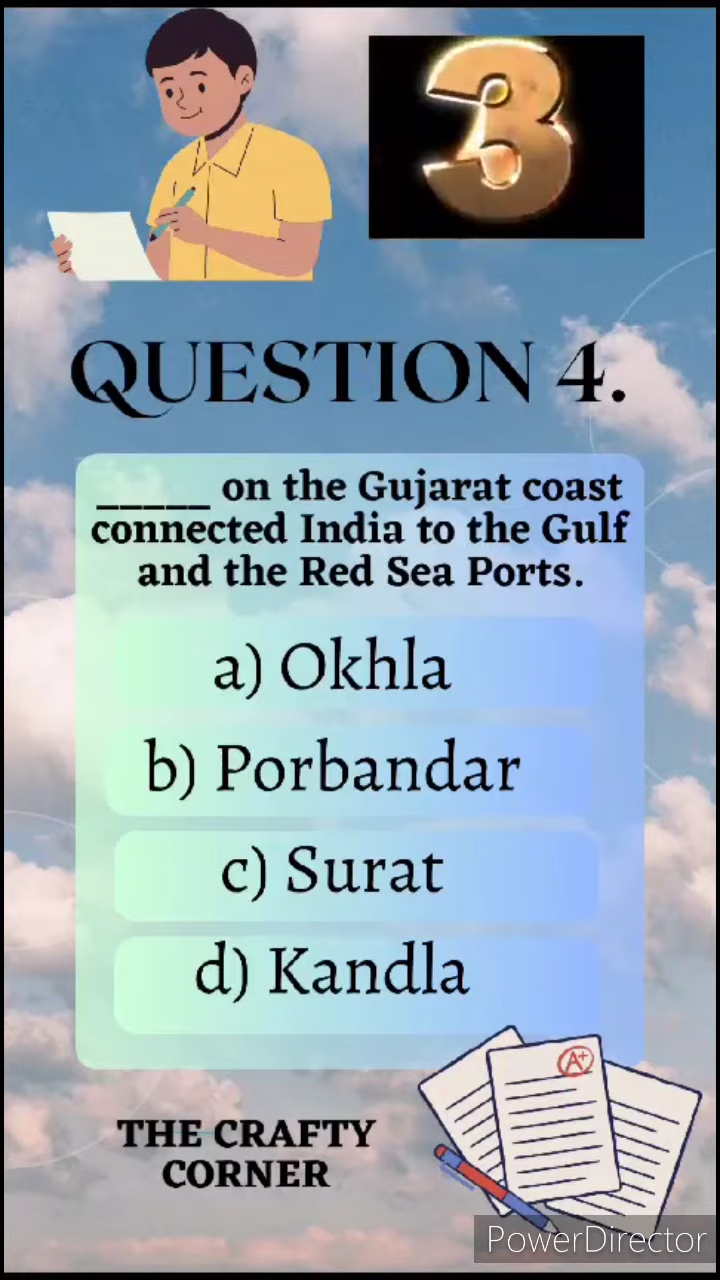 3
QUESTION 4.
_____ on the Gujarat coast
connected India to the Gulf
and the Red Sea Ports.
a) Okhla
b) Porbandar
c) Surat
d) Kandla
A+
THE CRAFTY
CORNER
PowerDirector